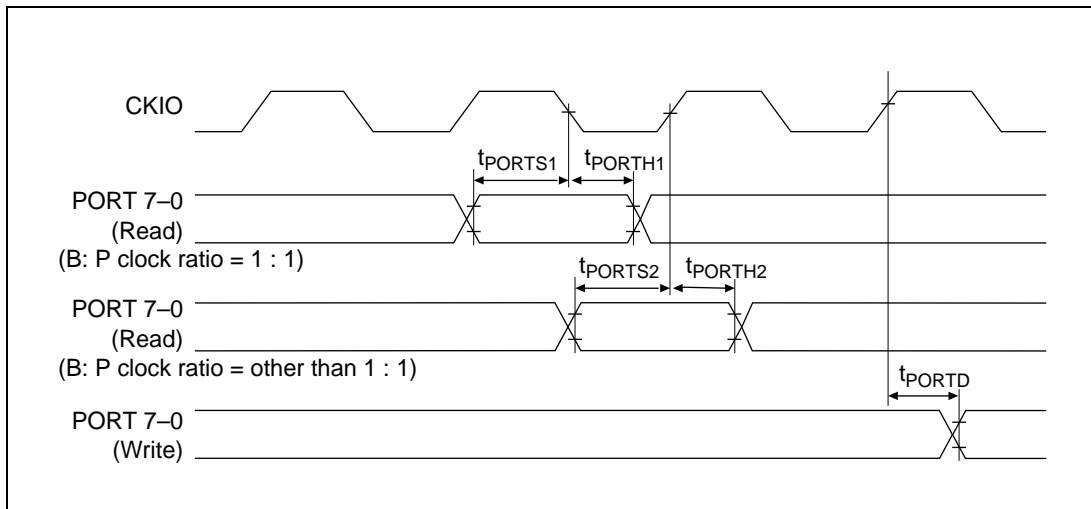 CKIO
tPORTS1 tPORTH1
PORT 7–0
(Read)
(B: P clock ratio = 1 : 1)
tPORTS2 tPORTH2
PORT 7–0
(Read)
(B: P clock ratio = other than 1 : 1)
tPORTD
PORT 7–0
(Write)